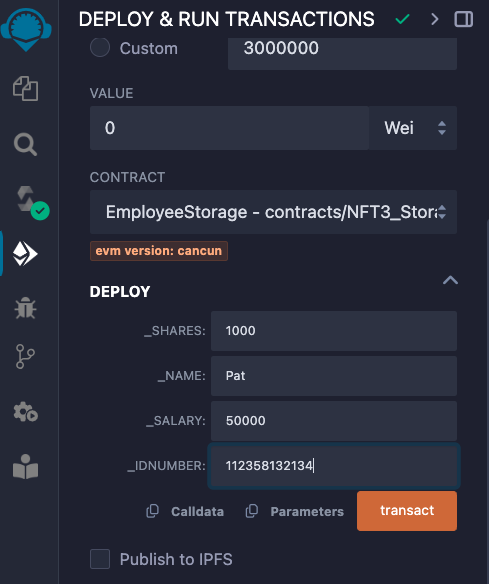 DEPLOY & RUN TRANSACTIONS
Custom
3000000
VALUE
0
Wei
CONTRACT
EmployeeStorage - contracts/NFT3_Stora
evm version: cancun
DEPLOY
_SHARES:
1000
_NAME:
Pat
_SALARY:
50000
_IDNUMBER:
112358132134
Calldata
Parameters
transact
Publish to IPFS